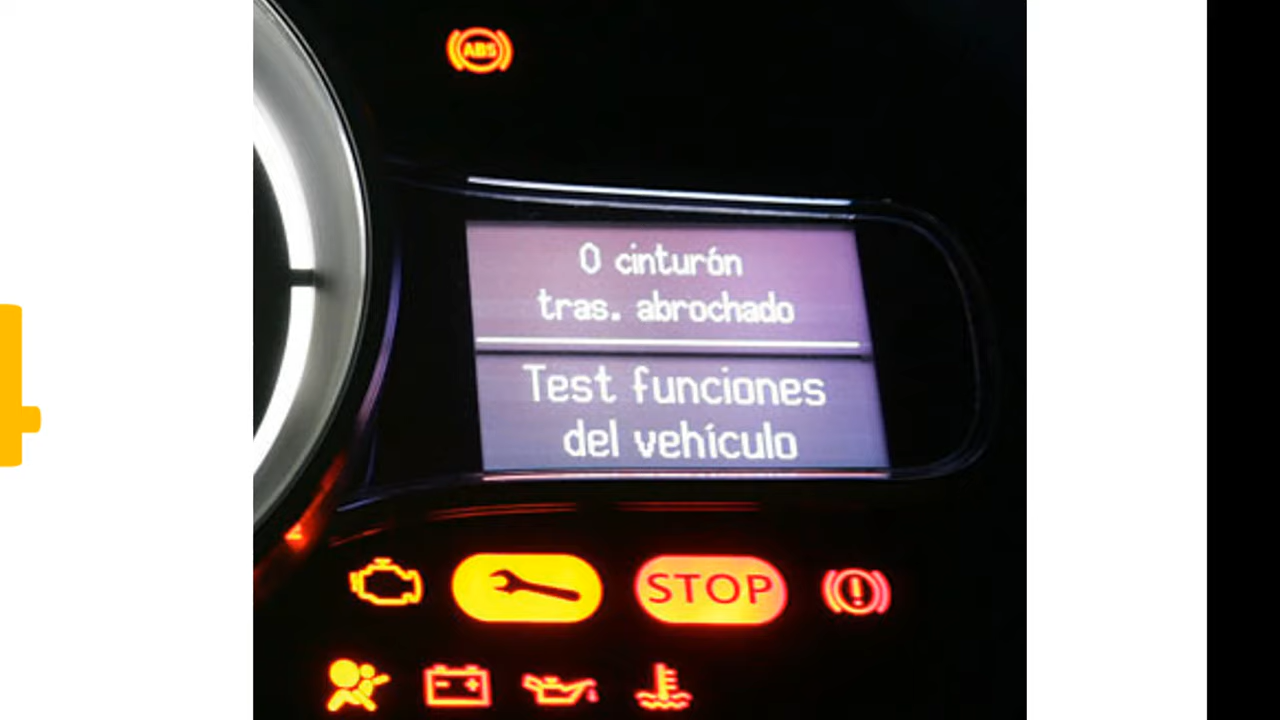 ABS
0 cinturón
tras. abrochado
Test funciones
del vehículo
STOP